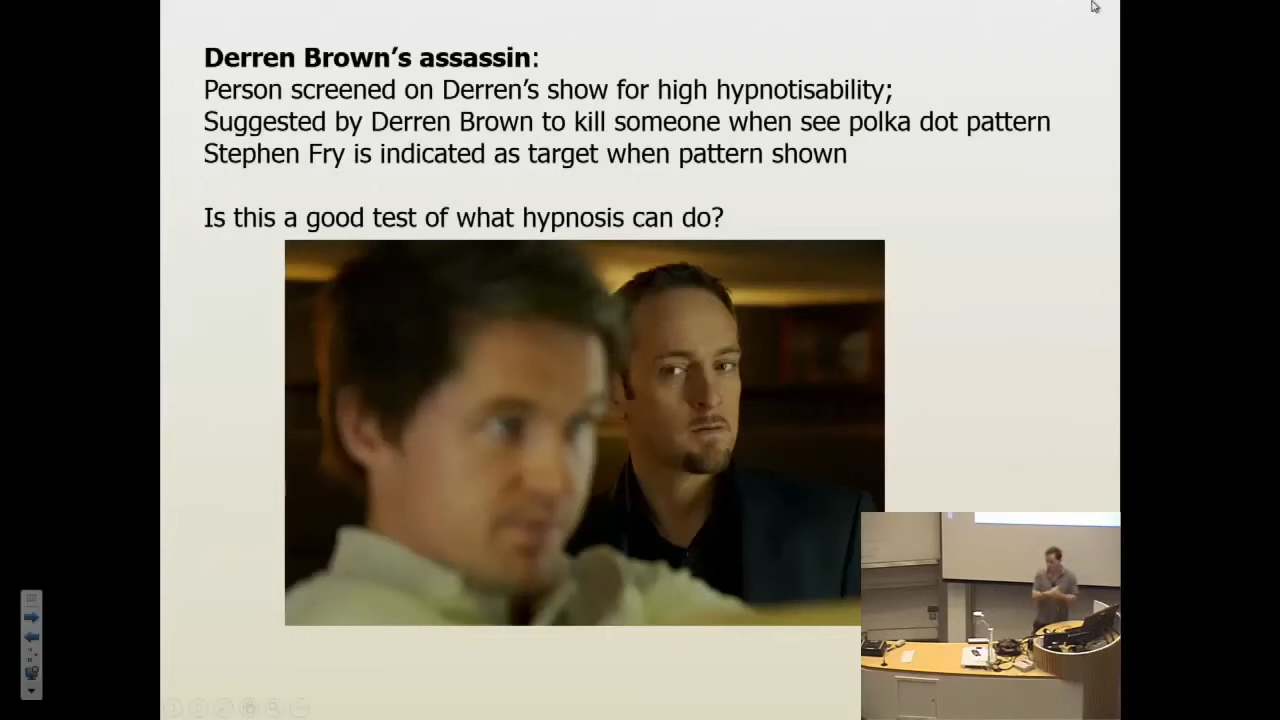 Derren Brown's assassin:
Person screened on Derren's show for high hypnotisability;
Suggested by Derren Brown to kill someone when see polka dot pattern
Stephen Fry is indicated as target when pattern shown
Is this a good test of what hypnosis can do?